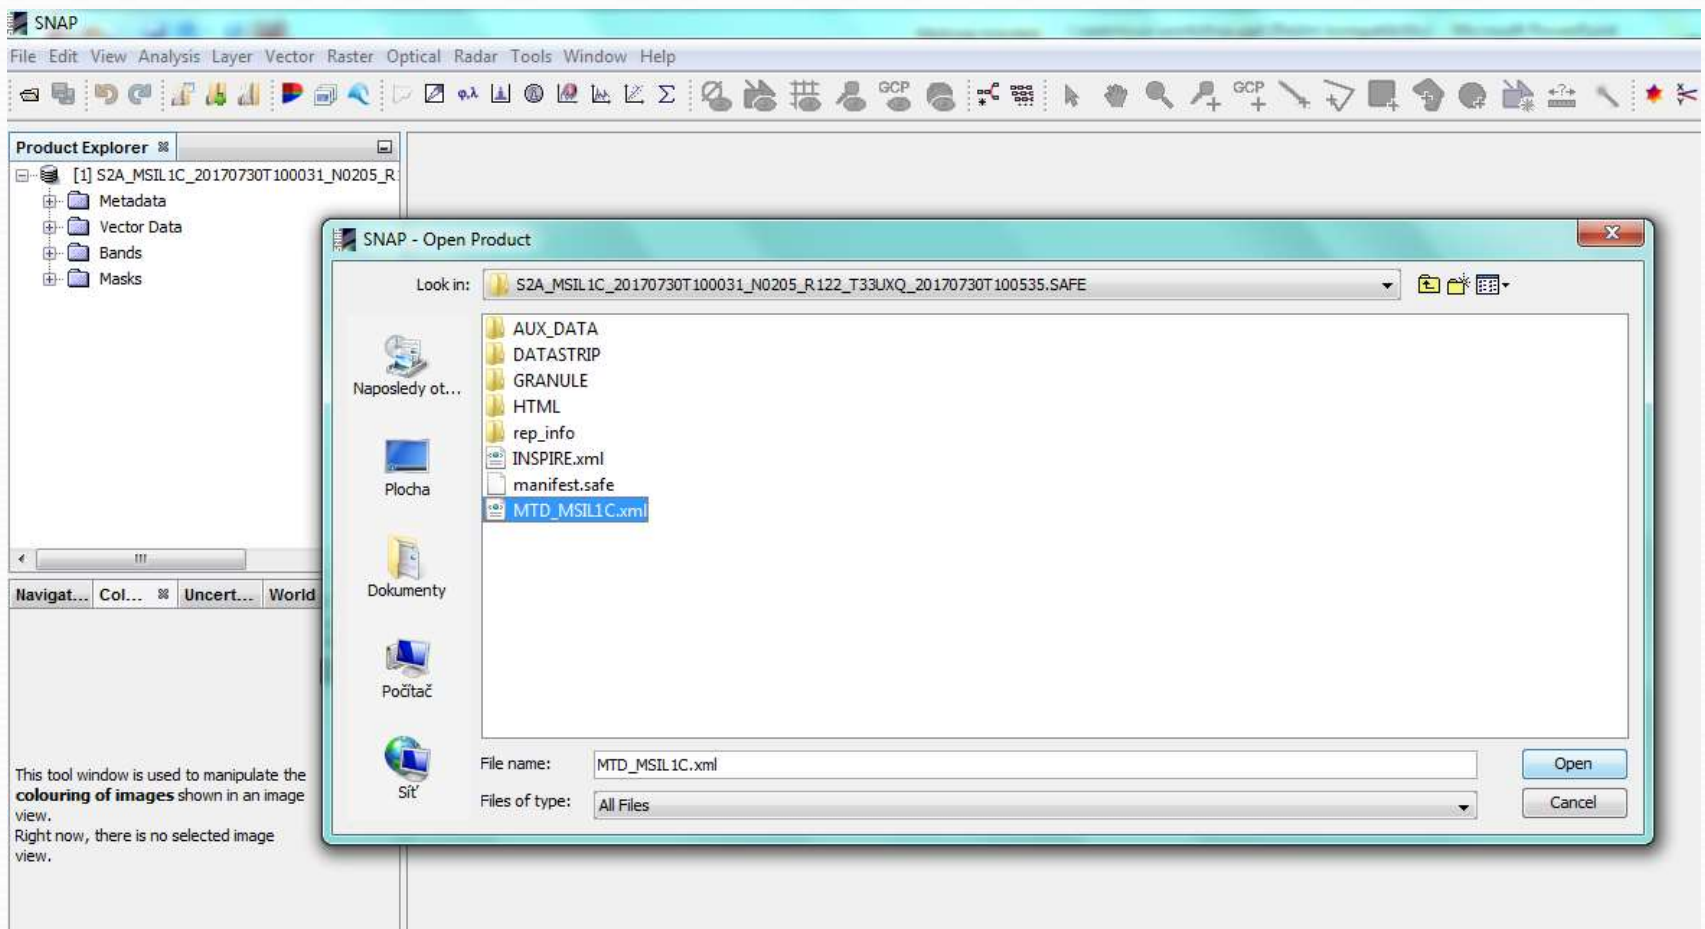 SNAP
File Edit View Analysis Layer Vector Raster Optical Radar Tools Window Help
GCP
GCP
Product Explorer
[1] S2A_MSIL1C_20170730T100031_N0205_R
Metadata
Vector Data
Bands
Masks
SNAP - Open Product
Look in: S2A_MSIL1C_20170730T100031_N0205_R122_T33UXQ_20170730T100535.SAFE
AUX_DATA
DATASTRIP
GRANULE
HTML
rep_info
INSPIRE.xml
manifest.safe
MTD_MSIL1C.xml
Naposledy ot...
Plocha
Dokumenty
Počítač
Síť
File name: MTD_MSIL1C.xml
Files of type: All Files
Open
Cancel
Navigat... Col... Uncert... World
This tool window is used to manipulate the
colouring of images shown in an image
view.
Right now, there is no selected image
view.